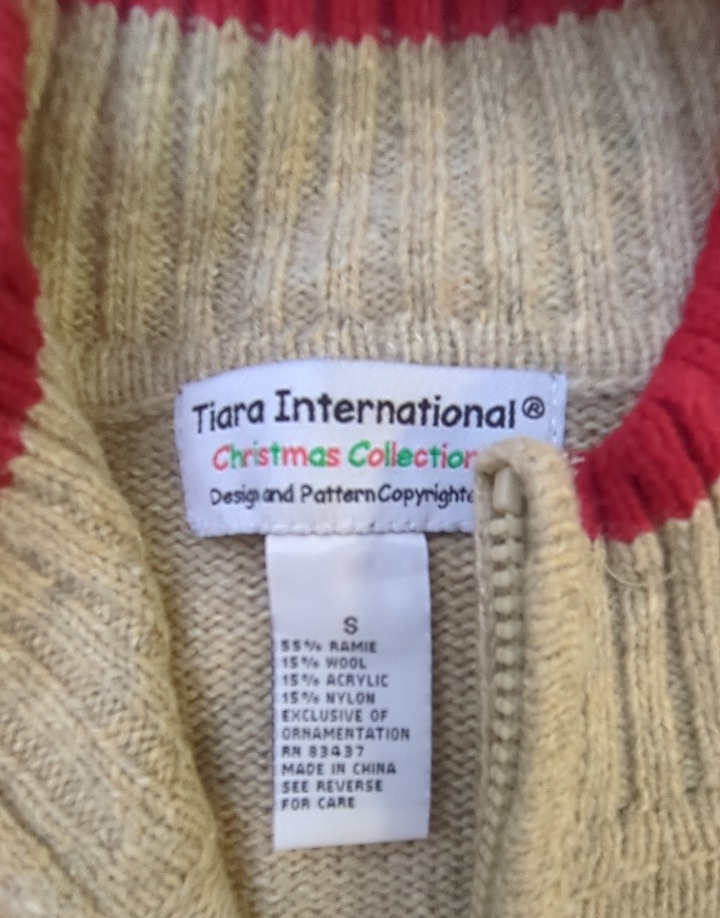 Tiara International®
Christmas Collection
Design and Pattern Copyrighte
S
55% RAMIE
15% WOOL
15% ACRYLIC
15% NYLON
EXCLUSIVE OF
ORNAMENTATION
RN 83437
MADE IN CHINA
SEE REVERSE
FOR CARE